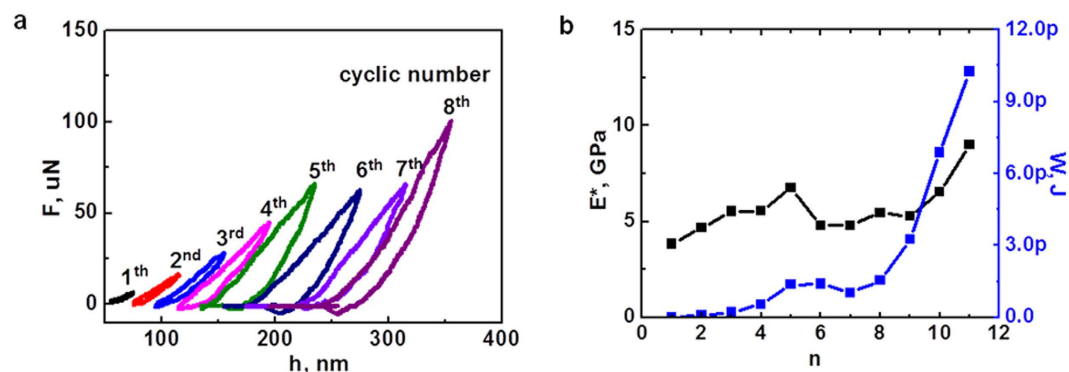 a
150
100
50
0
F, uN
cyclic number
1th
2nd
3rd
4th
5th
6th
7th
8th
100
200
300
400
h, nm
b
15
10
5
0
E*, GPa
12.0p
9.0p
6.0p
3.0p
0.0
W, J
0
2
4
6
8
10
12
n